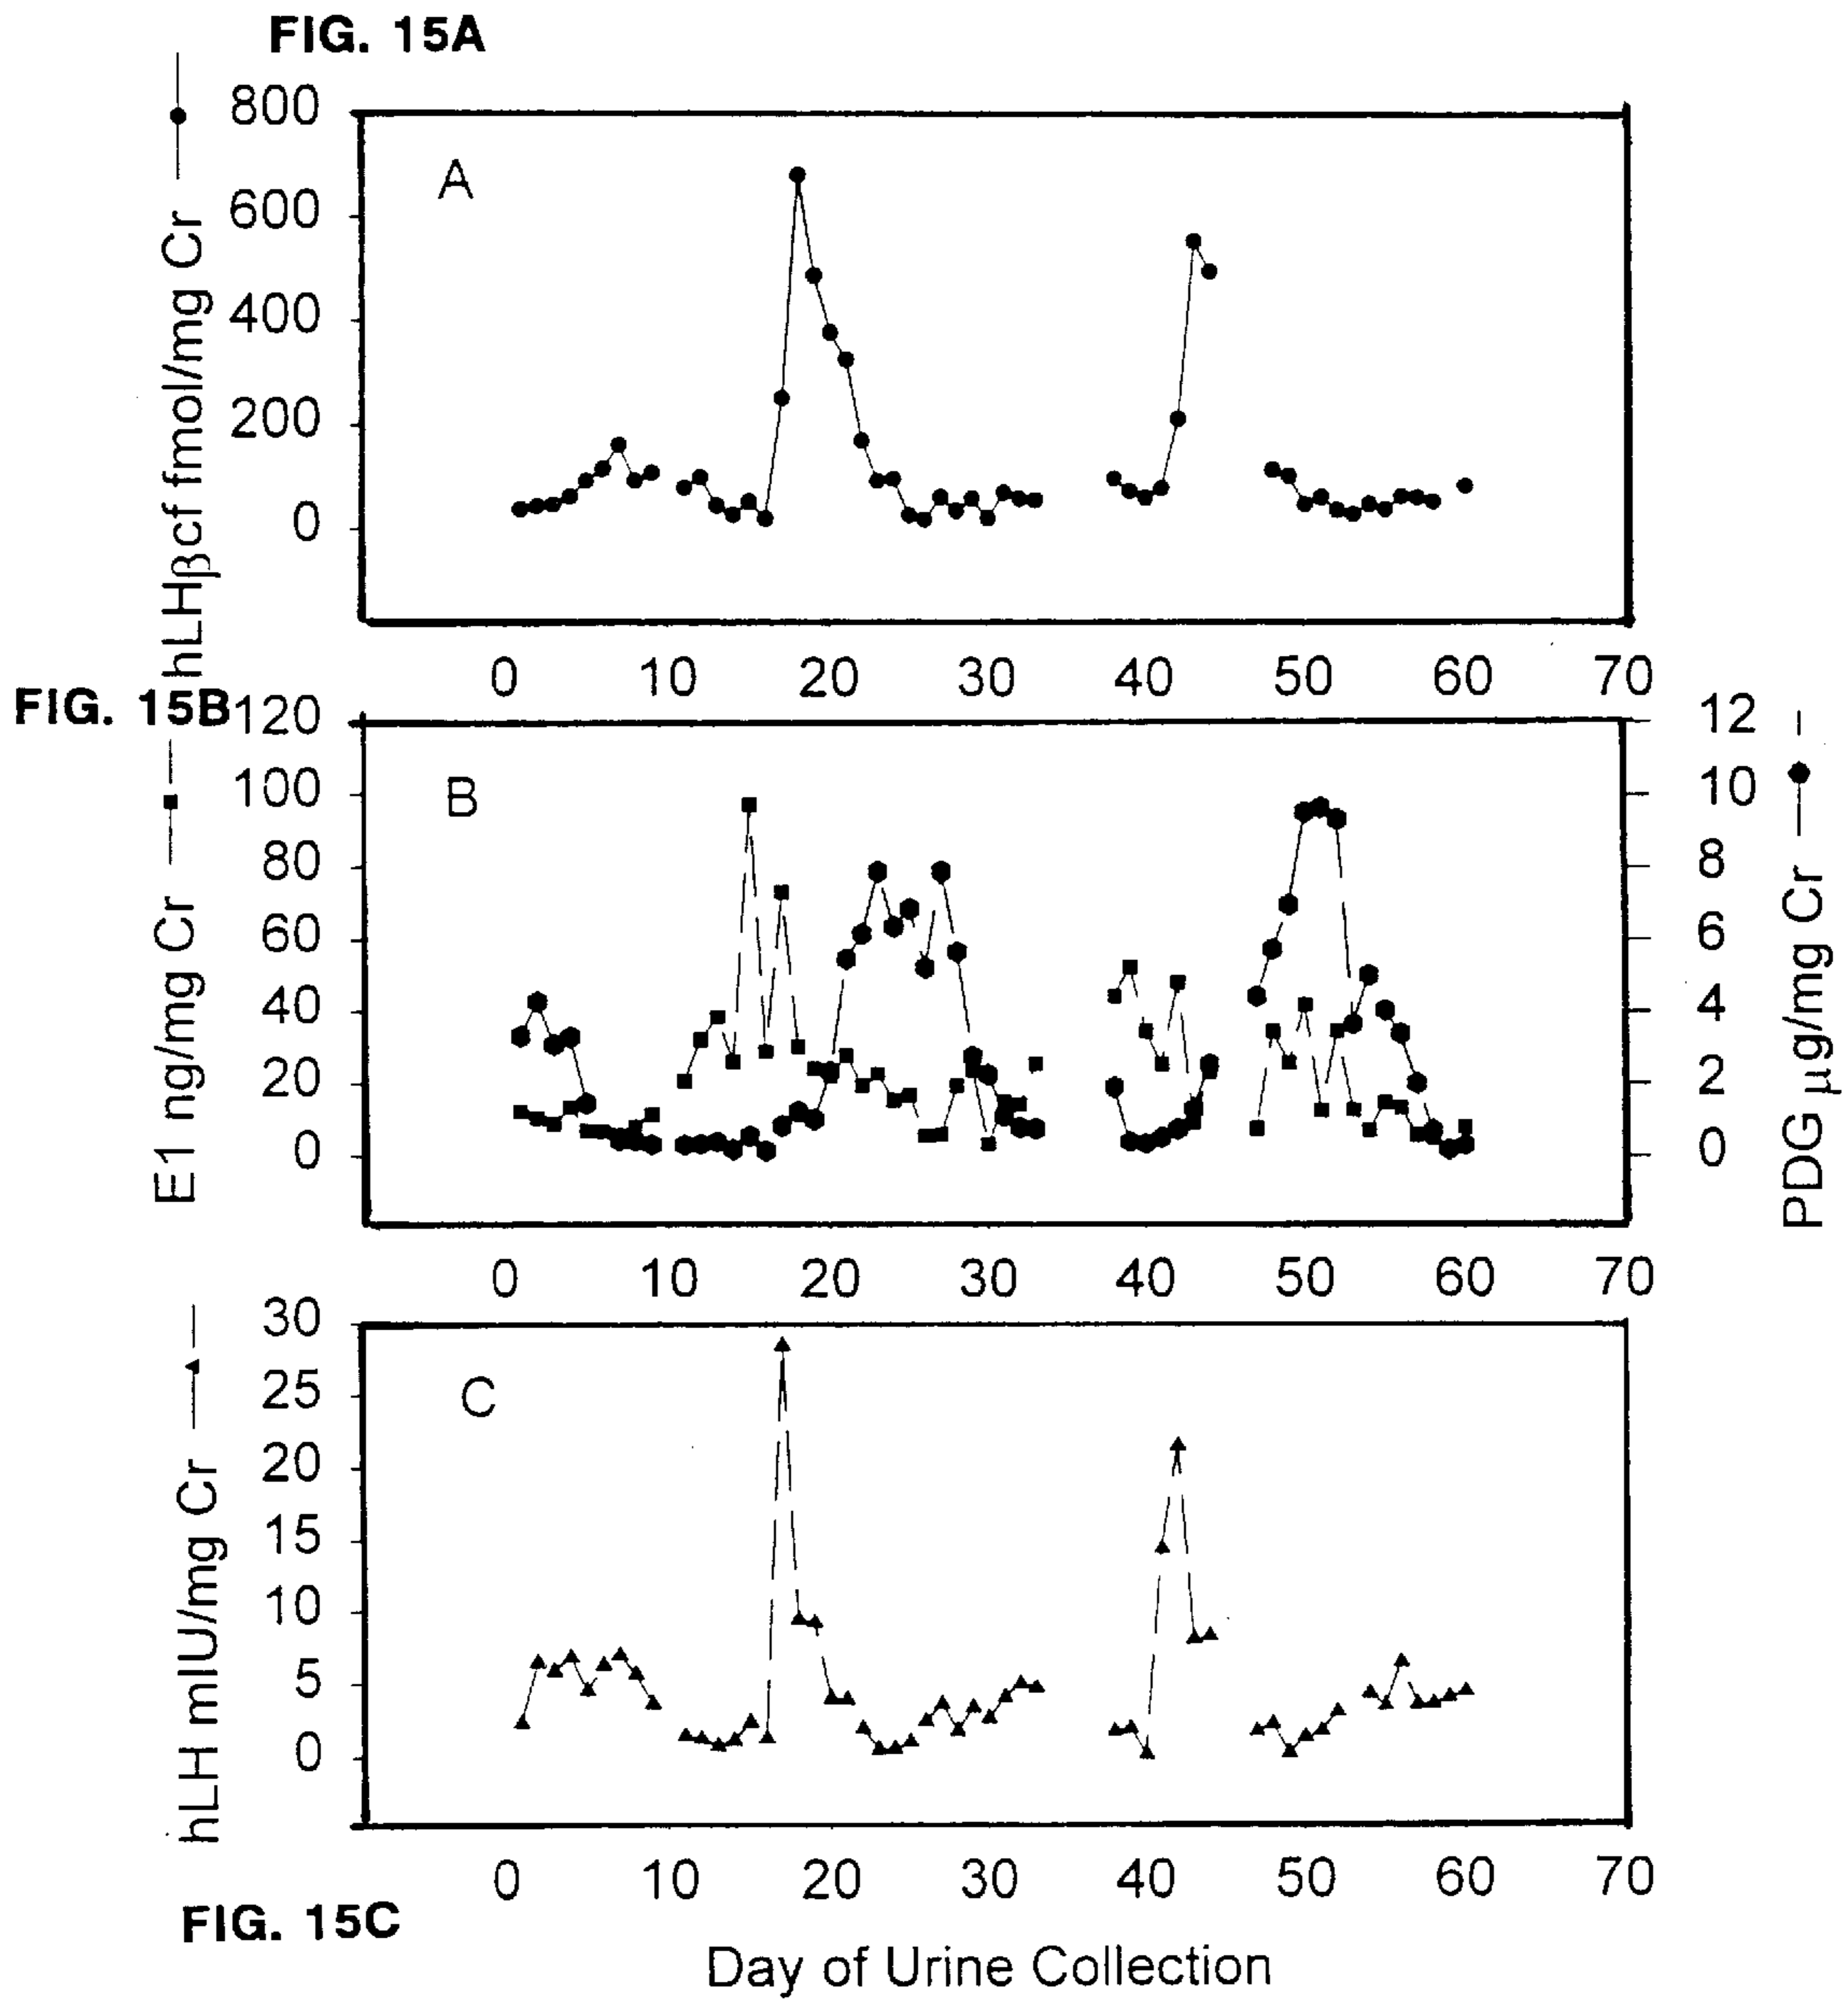 FIG. 15A
hLHβcf fmol/mg Cr
800
600
400
200
0
A
0 10 20 30 40 50 60 70
FIG. 15B
E1 ng/mg Cr
120
100
80
60
40
20
0
B
12
10
8
6
4
2
0
PDG µg/mg Cr
0 10 20 30 40 50 60 70
hLH mIU/mg Cr
30
25
20
15
10
5
0
C
0 10 20 30 40 50 60 70
FIG. 15C
Day of Urine Collection